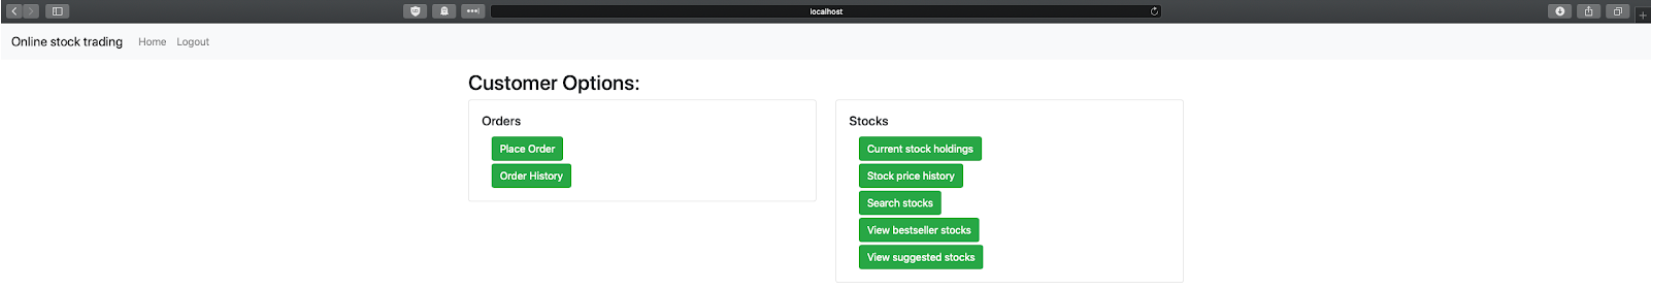 localhost
Online stock trading Home Logout
Customer Options:
Orders
Place Order
Order History
Stocks
Current stock holdings
Stock price history
Search stocks
View bestseller stocks
View suggested stocks